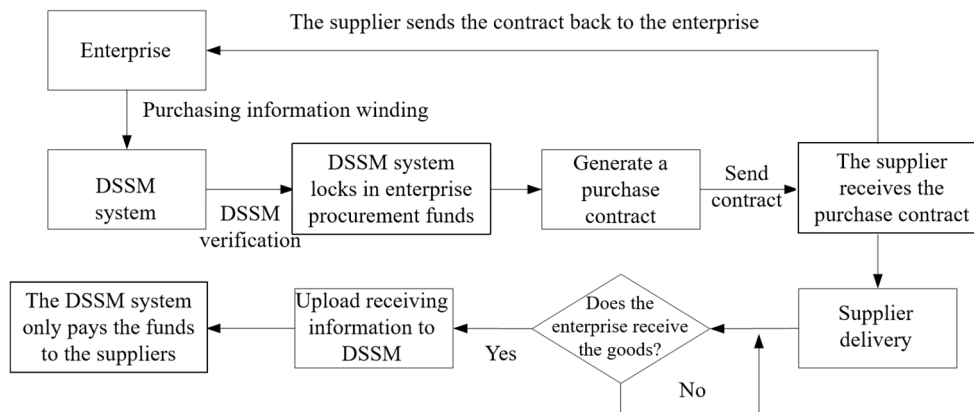 The supplier sends the contract back to the enterprise
Enterprise
Purchasing information winding
DSSM
system
DSSM
verification
DSSM system
locks in enterprise
procurement funds
Generate a
purchase
contract
Send
contract
The supplier
receives the
purchase contract
Supplier
delivery
Does the
enterprise receive
the goods?
No
Yes
Upload receiving
information to
DSSM
The DSSM system
only pays the funds
to the suppliers